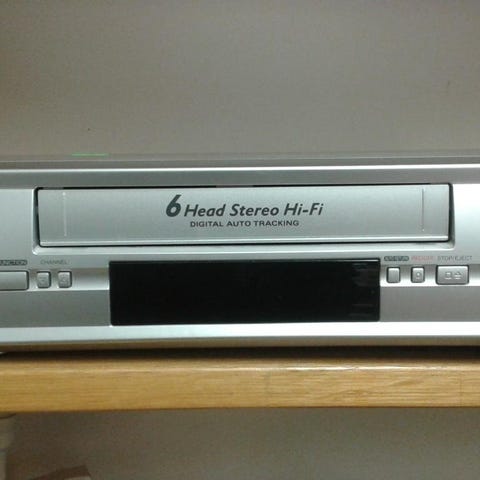 6 Head Stereo Hi-Fi
DIGITAL AUTO TRACKING
CHANNEL
STOP/EJECT